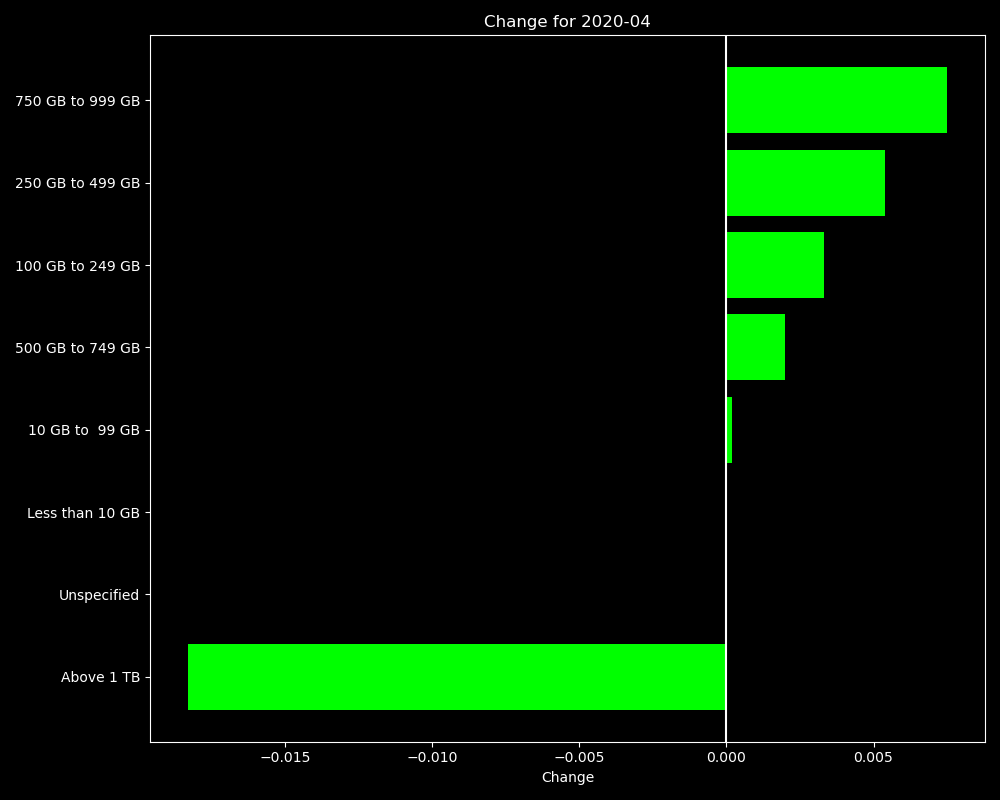 Change for 2020-04
750 GB to 999 GB
250 GB to 499 GB
100 GB to 249 GB
500 GB to 749 GB
10 GB to  99 GB
Less than 10 GB
Unspecified
Above 1 TB
−0.015 −0.010 −0.005 0.000 0.005
Change